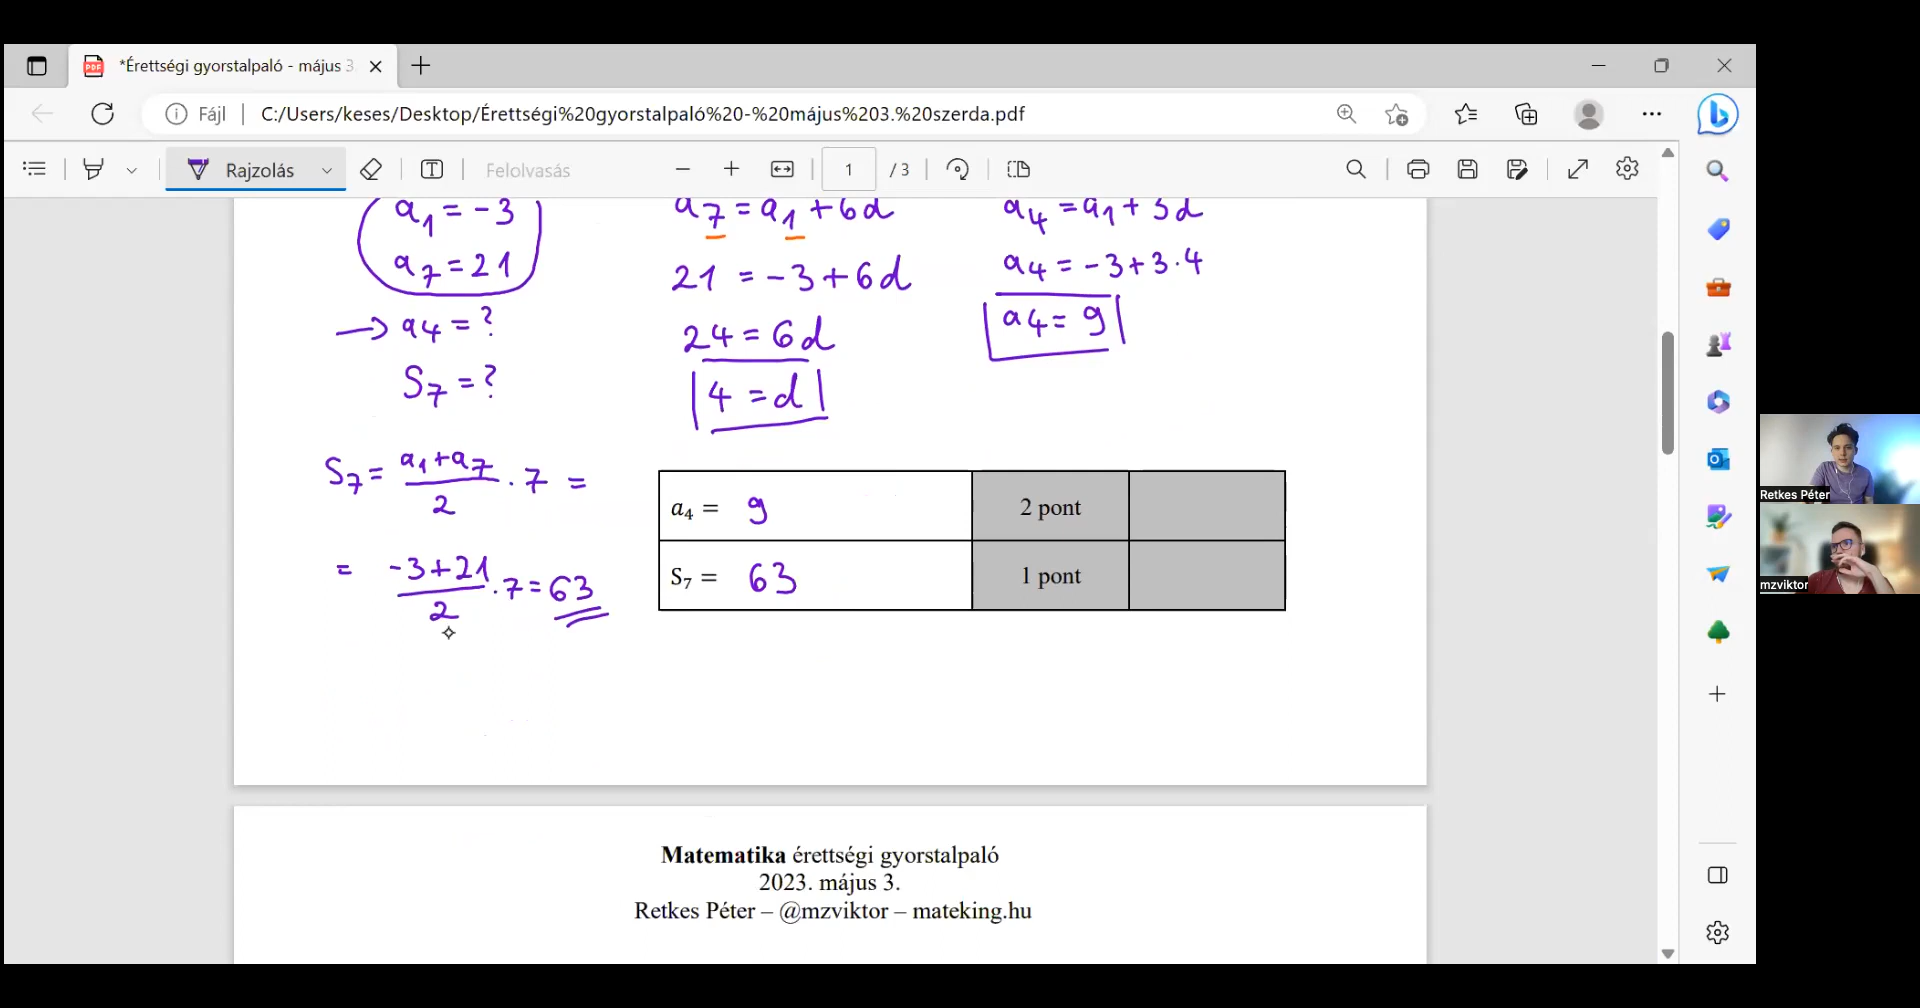 *Érettségi gyorstalpaló - május 3
Fájl
C:/Users/keses/Desktop/Érettségi%20gyorstalpaló%20-%20május%203.%20szerda.pdf
Rajzolás
Felolvasás
1 / 3
a₁ = -3
a₇ = 21
→ a₄ = ?
S₇ = ?
a₇ = a₁ + 6d
21 = -3 + 6d
24 = 6d
4 = d
a₄ = a₁ + 3d
a₄ = -3 + 3·4
a₄ = 9
S₇ = (a₁ + a₇)/2 · 7 =
= (-3 + 21)/2 · 7 = 63
a₄ = 9 2 pont
S₇ = 63 1 pont
Matematika érettségi gyorstalpaló
2023. május 3.
Retkes Péter – @mzviktor – mateking.hu
Retkes Péter
mzviktor